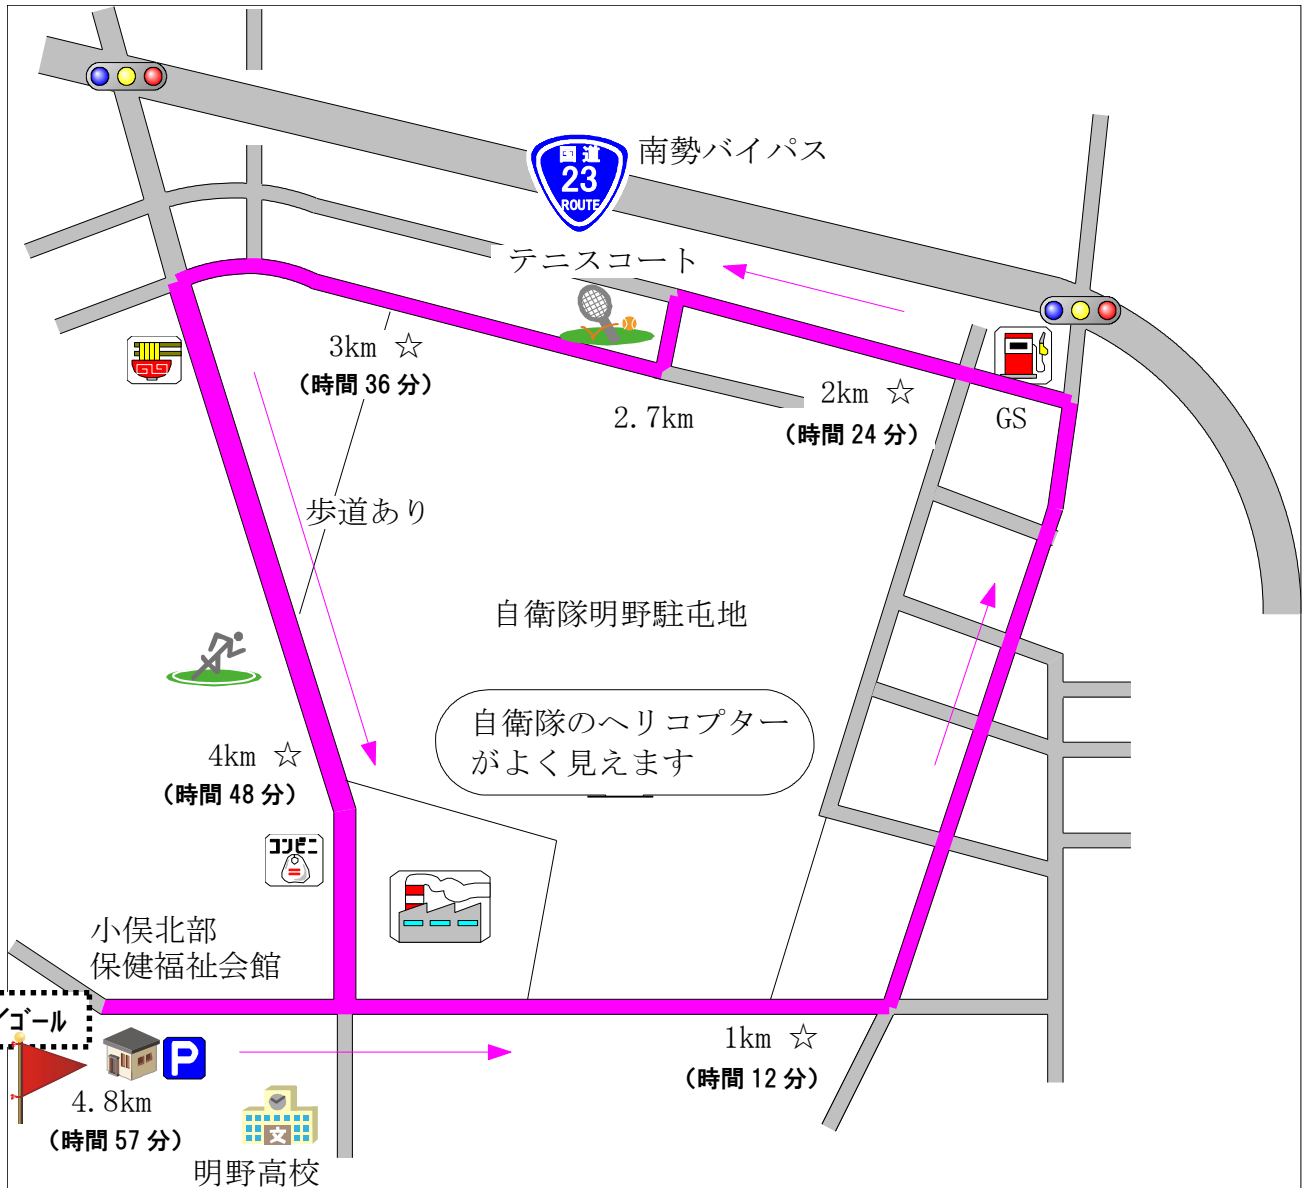 国道
23
ROUTE
南勢バイパス
テニスコート
3km ☆
(時間 36 分)
2.7km
2km ☆
(時間 24 分)
GS
歩道あり
自衛隊明野駐屯地
自衛隊のヘリコプター
がよく見えます
4km ☆
(時間 48 分)
コンビニ
小俣北部
保健福祉会館
/ゴール
P
1km ☆
(時間 12 分)
4.8km
(時間 57 分)
文
明野高校